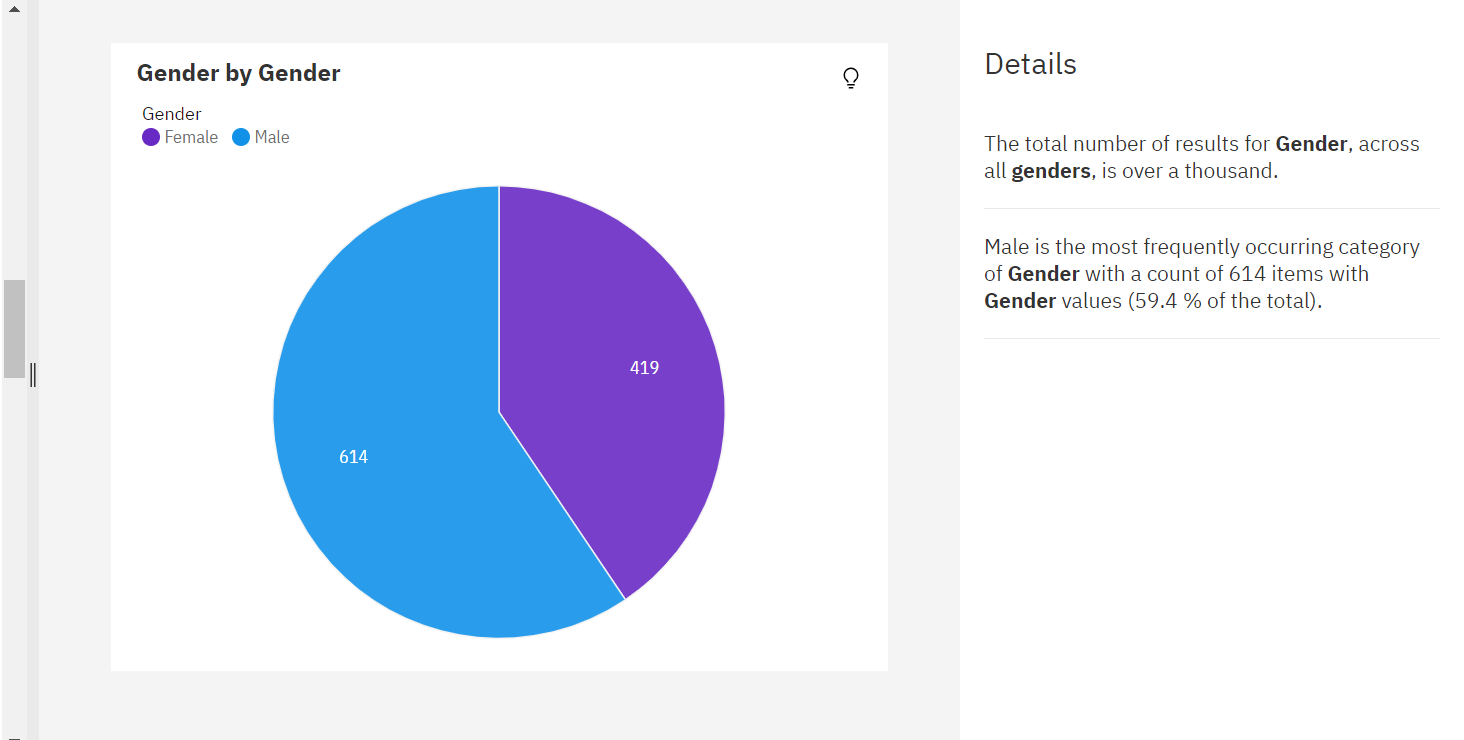 Gender by Gender
Gender
Female Male
419
614
Details
The total number of results for Gender, across
all genders, is over a thousand.
Male is the most frequently occurring category
of Gender with a count of 614 items with
Gender values (59.4 % of the total).